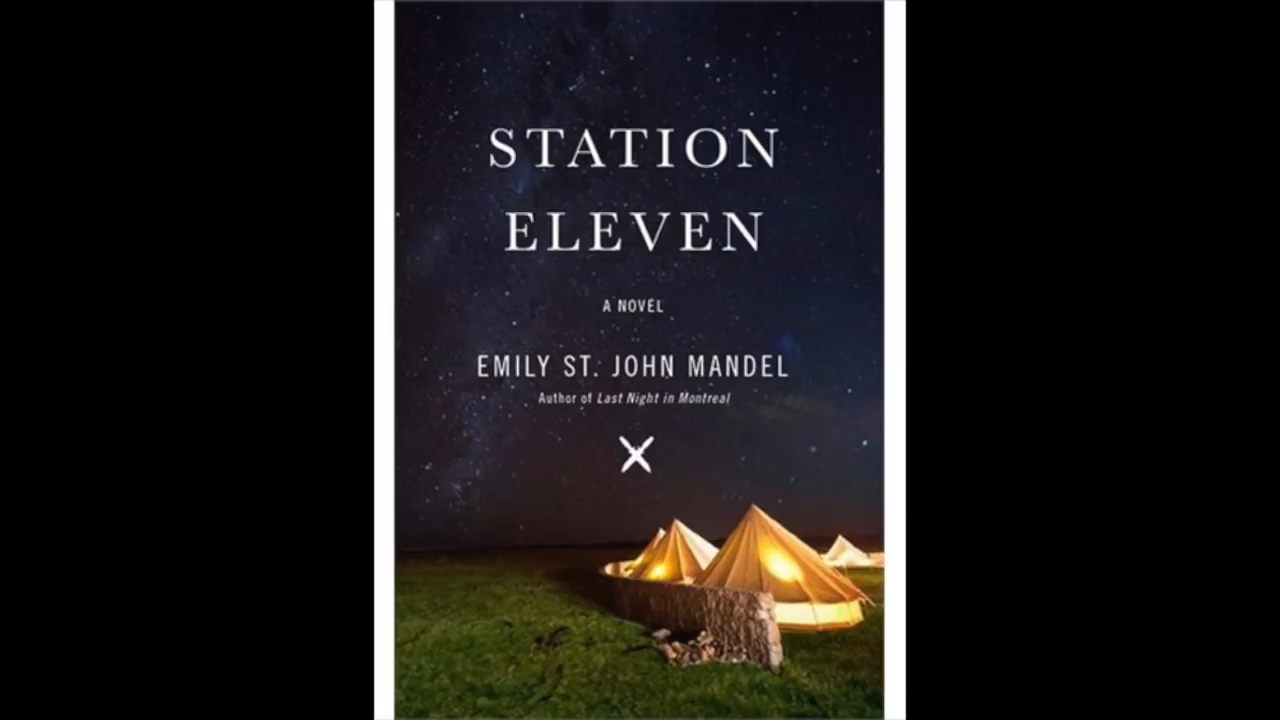 STATION
ELEVEN
A NOVEL
EMILY ST. JOHN MANDEL
Author of Last Night in Montreal